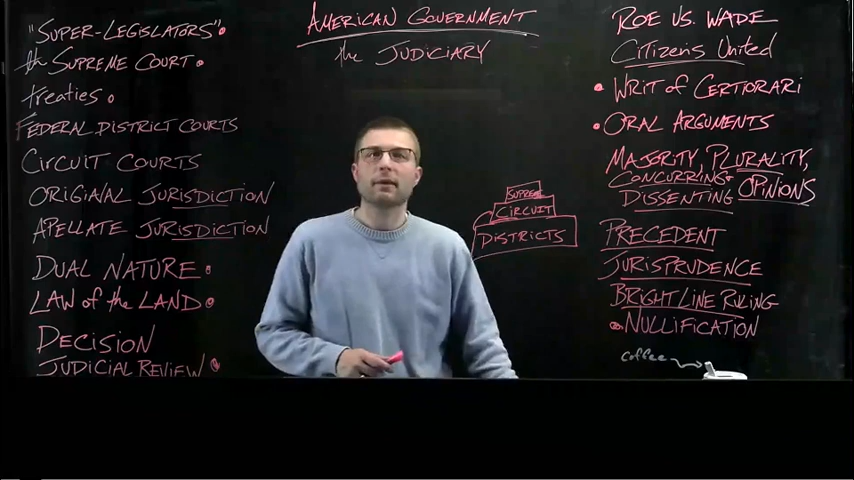 American Government
the Judiciary
"Super-Legislators"
the Supreme Court
treaties
Federal District Courts
Circuit Courts
Original Jurisdiction
Apellate Jurisdiction
Dual Nature
Law of the Land
Decision
Judicial Review
Supreme
Circuit
Districts
Roe vs. Wade
Citizens United
Writ of Certiorari
Oral Arguments
Majority, Plurality,
Concurring
Dissenting Opinions
Precedent
Jurisprudence
Bright Line Ruling
Nullification
coffee